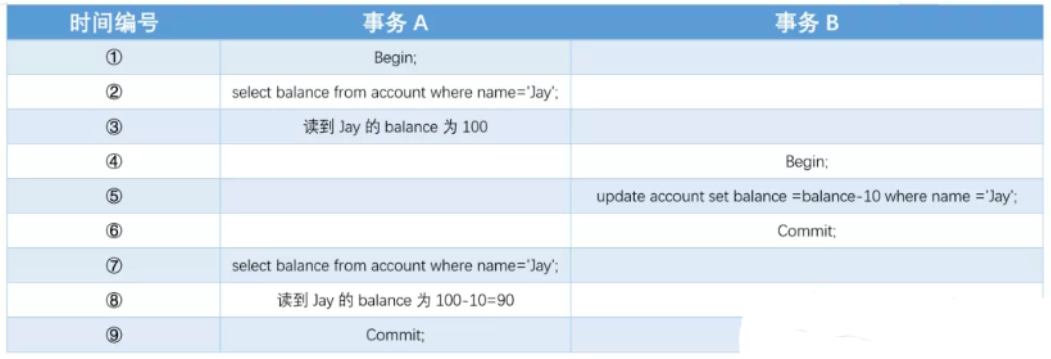 时间编号 事务 A 事务 B
① Begin;
② select balance from account where name='Jay';
③ 读到 Jay 的 balance 为 100
④ Begin;
⑤ update account set balance =balance-10 where name ='Jay';
⑥ Commit;
⑦ select balance from account where name='Jay';
⑧ 读到 Jay 的 balance 为 100-10=90
⑨ Commit;